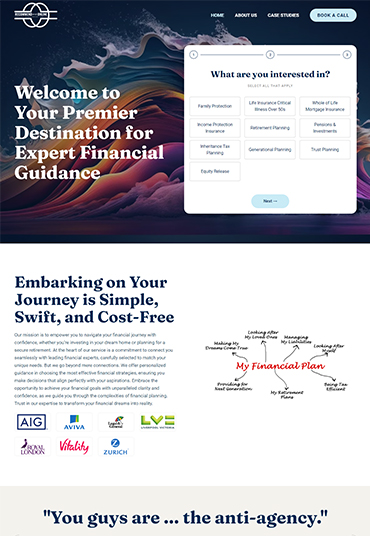 RECOMMEND ONLINE
HOME ABOUT US CASE STUDIES BOOK A CALL
Welcome to
Your Premier
Destination for
Expert Financial
Guidance
1 2 3
What are you interested in?
SELECT ALL THAT APPLY
Family Protection
Life Insurance Critical
Illness Over 50s
Whole of Life
Mortgage Insurance
Income Protection
Insurance
Retirement Planning
Pensions &
Investments
Inheritance Tax
Planning
Generational Planning
Trust Planning
Equity Release
Next →
Embarking on Your
Journey is Simple,
Swift, and Cost-Free
Our mission is to empower you to navigate your financial journey with
confidence, whether you're investing in your dream home or planning for a
secure retirement. At the heart of our service is a commitment to connect you
seamlessly with leading financial experts, carefully selected to match your
unique needs. But we go beyond mere connections. We offer personalized
guidance in choosing the most effective financial strategies, ensuring you
make decisions that align perfectly with your aspirations. Embrace the
opportunity to achieve your financial goals with unparalleled clarity and
confidence, as we guide you through the complexities of financial planning.
Trust in our expertise to transform your financial dreams into reality.
Making My
Dreams Come True
Looking After
My Loved Ones
Managing
My Liabilities
Looking After
Myself
My Financial Plan
Providing for
Next Generation
My Retirement
Plans
Being Tax
Efficient
AIG
AVIVA
Legal &
General
LV=
LIVERPOOL VICTORIA
ROYAL
LONDON
Vitality
ZURICH
"You guys are ... the anti-agency."